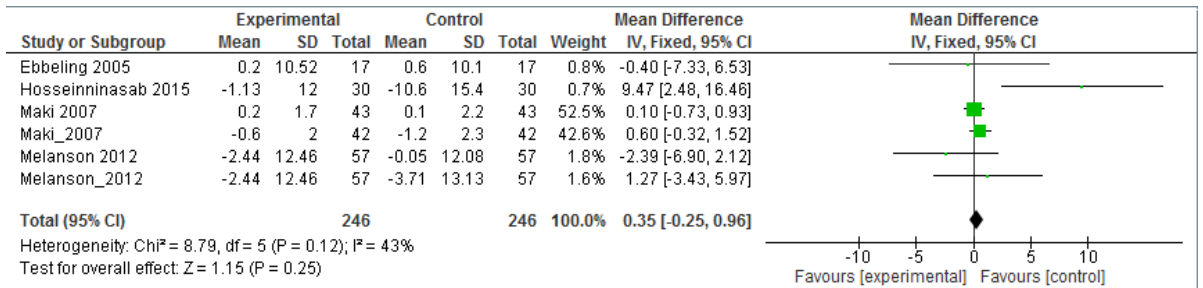 Experimental Control Mean Difference Mean Difference
Study or Subgroup Mean SD Total Mean SD Total Weight IV, Fixed, 95% CI IV, Fixed, 95% CI
Ebbeling 2005 0.2 10.52 17 0.6 10.1 17 0.8% -0.40 [-7.33, 6.53]
Hosseinninasab 2015 -1.13 12 30 -10.6 15.4 30 0.7% 9.47 [2.48, 16.46]
Maki 2007 0.2 1.7 43 0.1 2.2 43 52.5% 0.10 [-0.73, 0.93]
Maki_2007 -0.6 2 42 -1.2 2.3 42 42.6% 0.60 [-0.32, 1.52]
Melanson 2012 -2.44 12.46 57 -0.05 12.08 57 1.8% -2.39 [-6.90, 2.12]
Melanson_2012 -2.44 12.46 57 -3.71 13.13 57 1.6% 1.27 [-3.43, 5.97]
Total (95% CI) 246 246 100.0% 0.35 [-0.25, 0.96]
Heterogeneity: Chi² = 8.79, df = 5 (P = 0.12); I² = 43%
Test for overall effect: Z = 1.15 (P = 0.25)
-10 -5 0 5 10
Favours [experimental] Favours [control]